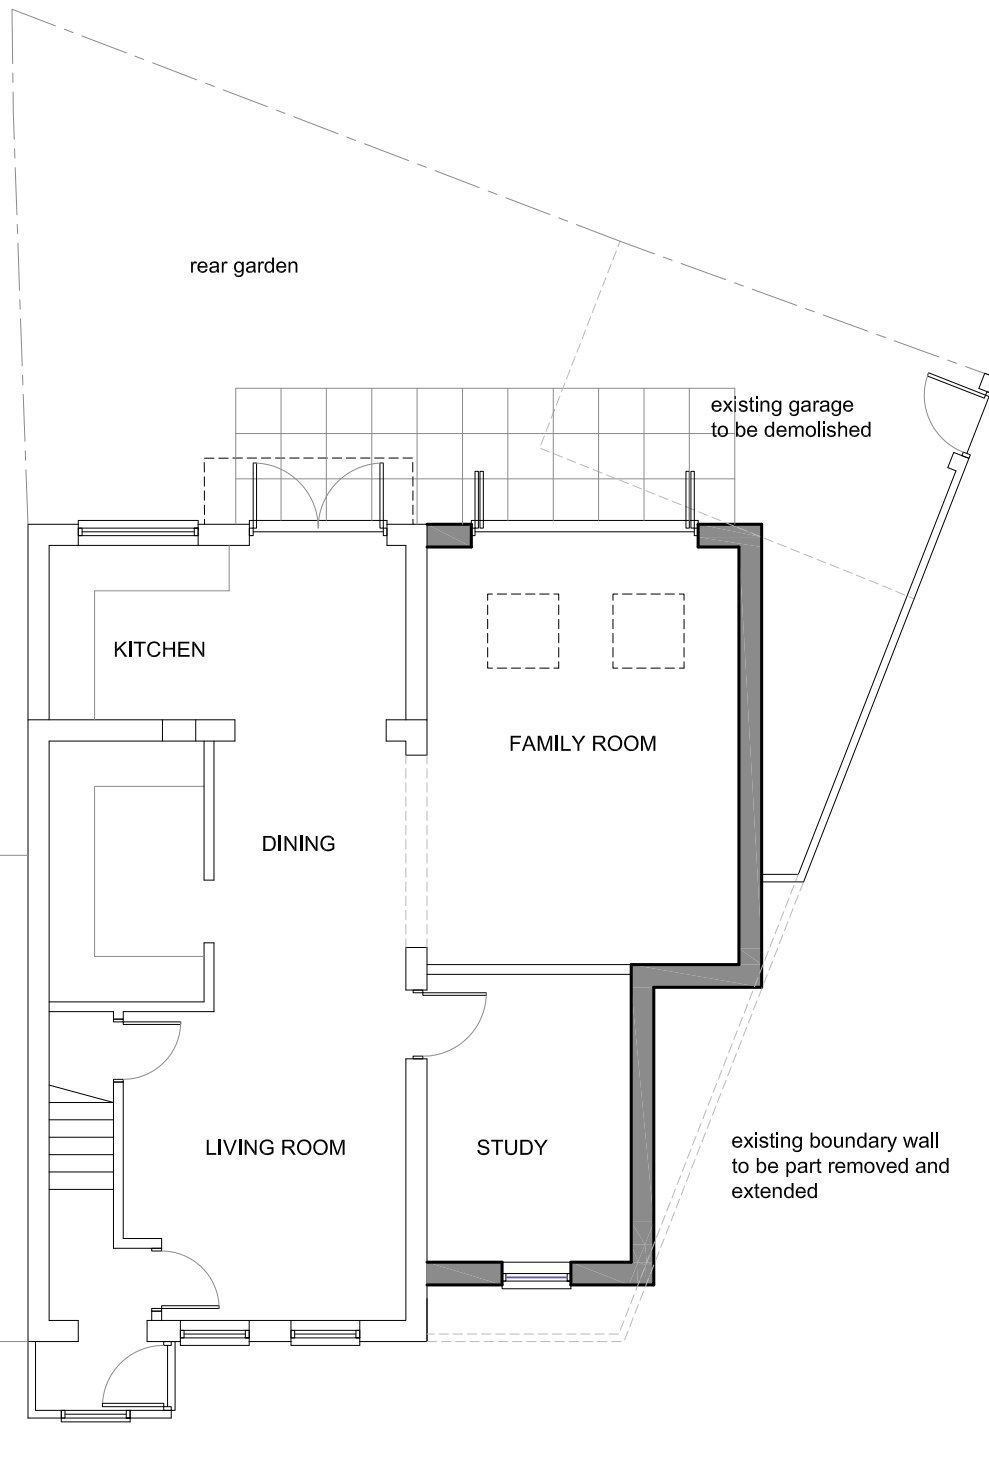 rear garden
existing garage
to be demolished
KITCHEN
FAMILY ROOM
DINING
LIVING ROOM
STUDY
existing boundary wall
to be part removed and
extended